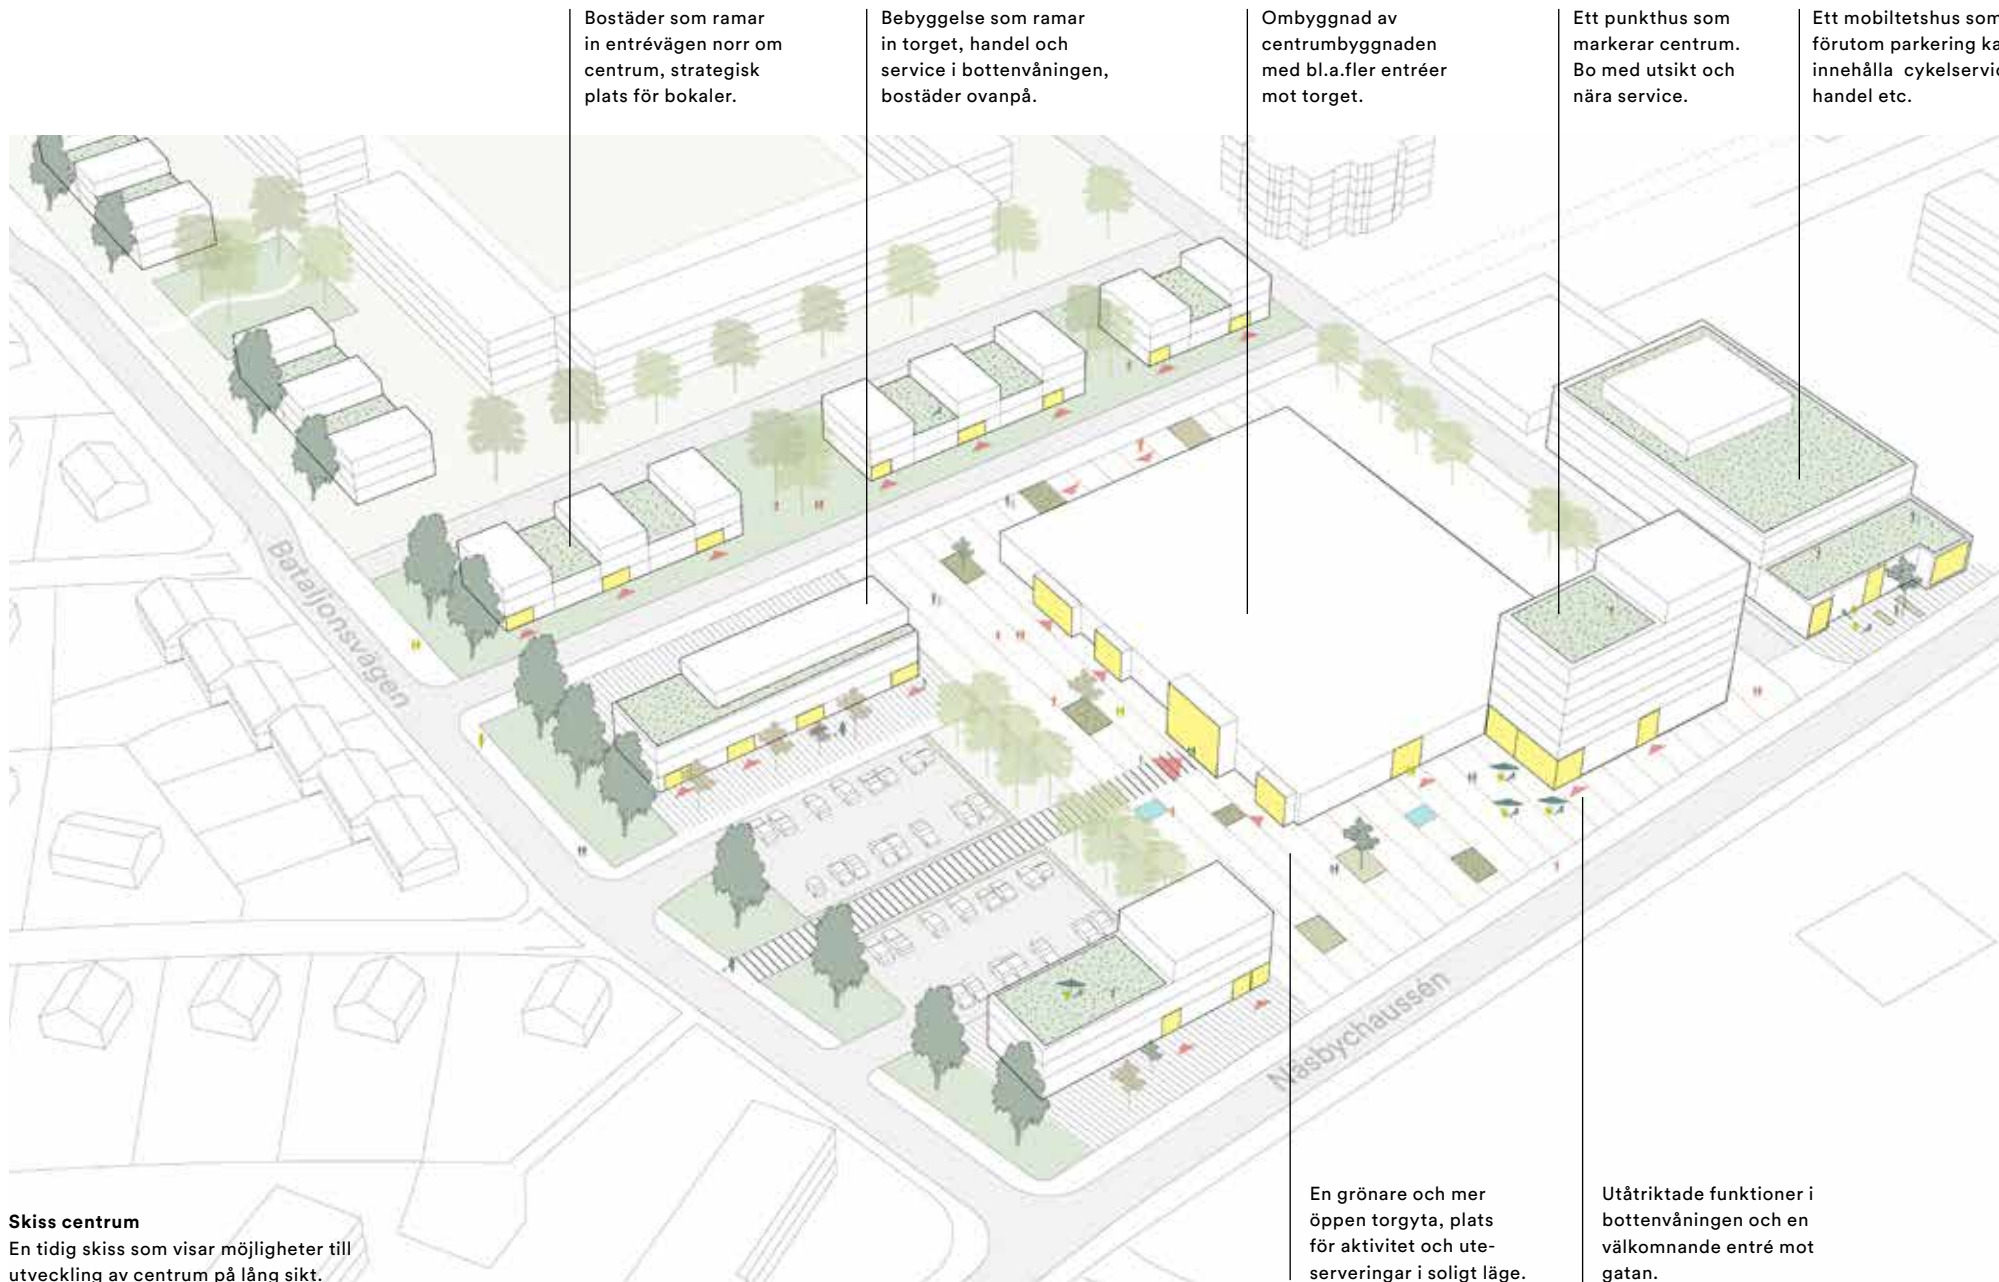 Bostäder som ramar
in entrévägen norr om
centrum, strategisk
plats för bokaler.
Bebyggelse som ramar
in torget, handel och
service i bottenvåningen,
bostäder ovanpå.
Ombyggnad av
centrumbyggnaden
med bl.a.fler entréer
mot torget.
Ett punkthus som
markerar centrum.
Bo med utsikt och
nära service.
Ett mobiltetshus som
förutom parkering ka
innehålla cykelservic
handel etc.
Bataljonsvägen
Näsbychaussén
Skiss centrum
En tidig skiss som visar möjligheter till
utveckling av centrum på lång sikt.
En grönare och mer
öppen torgyta, plats
för aktivitet och ute-
serveringar i soligt läge.
Utåtriktade funktioner i
bottenvåningen och en
välkomnande entré mot
gatan.